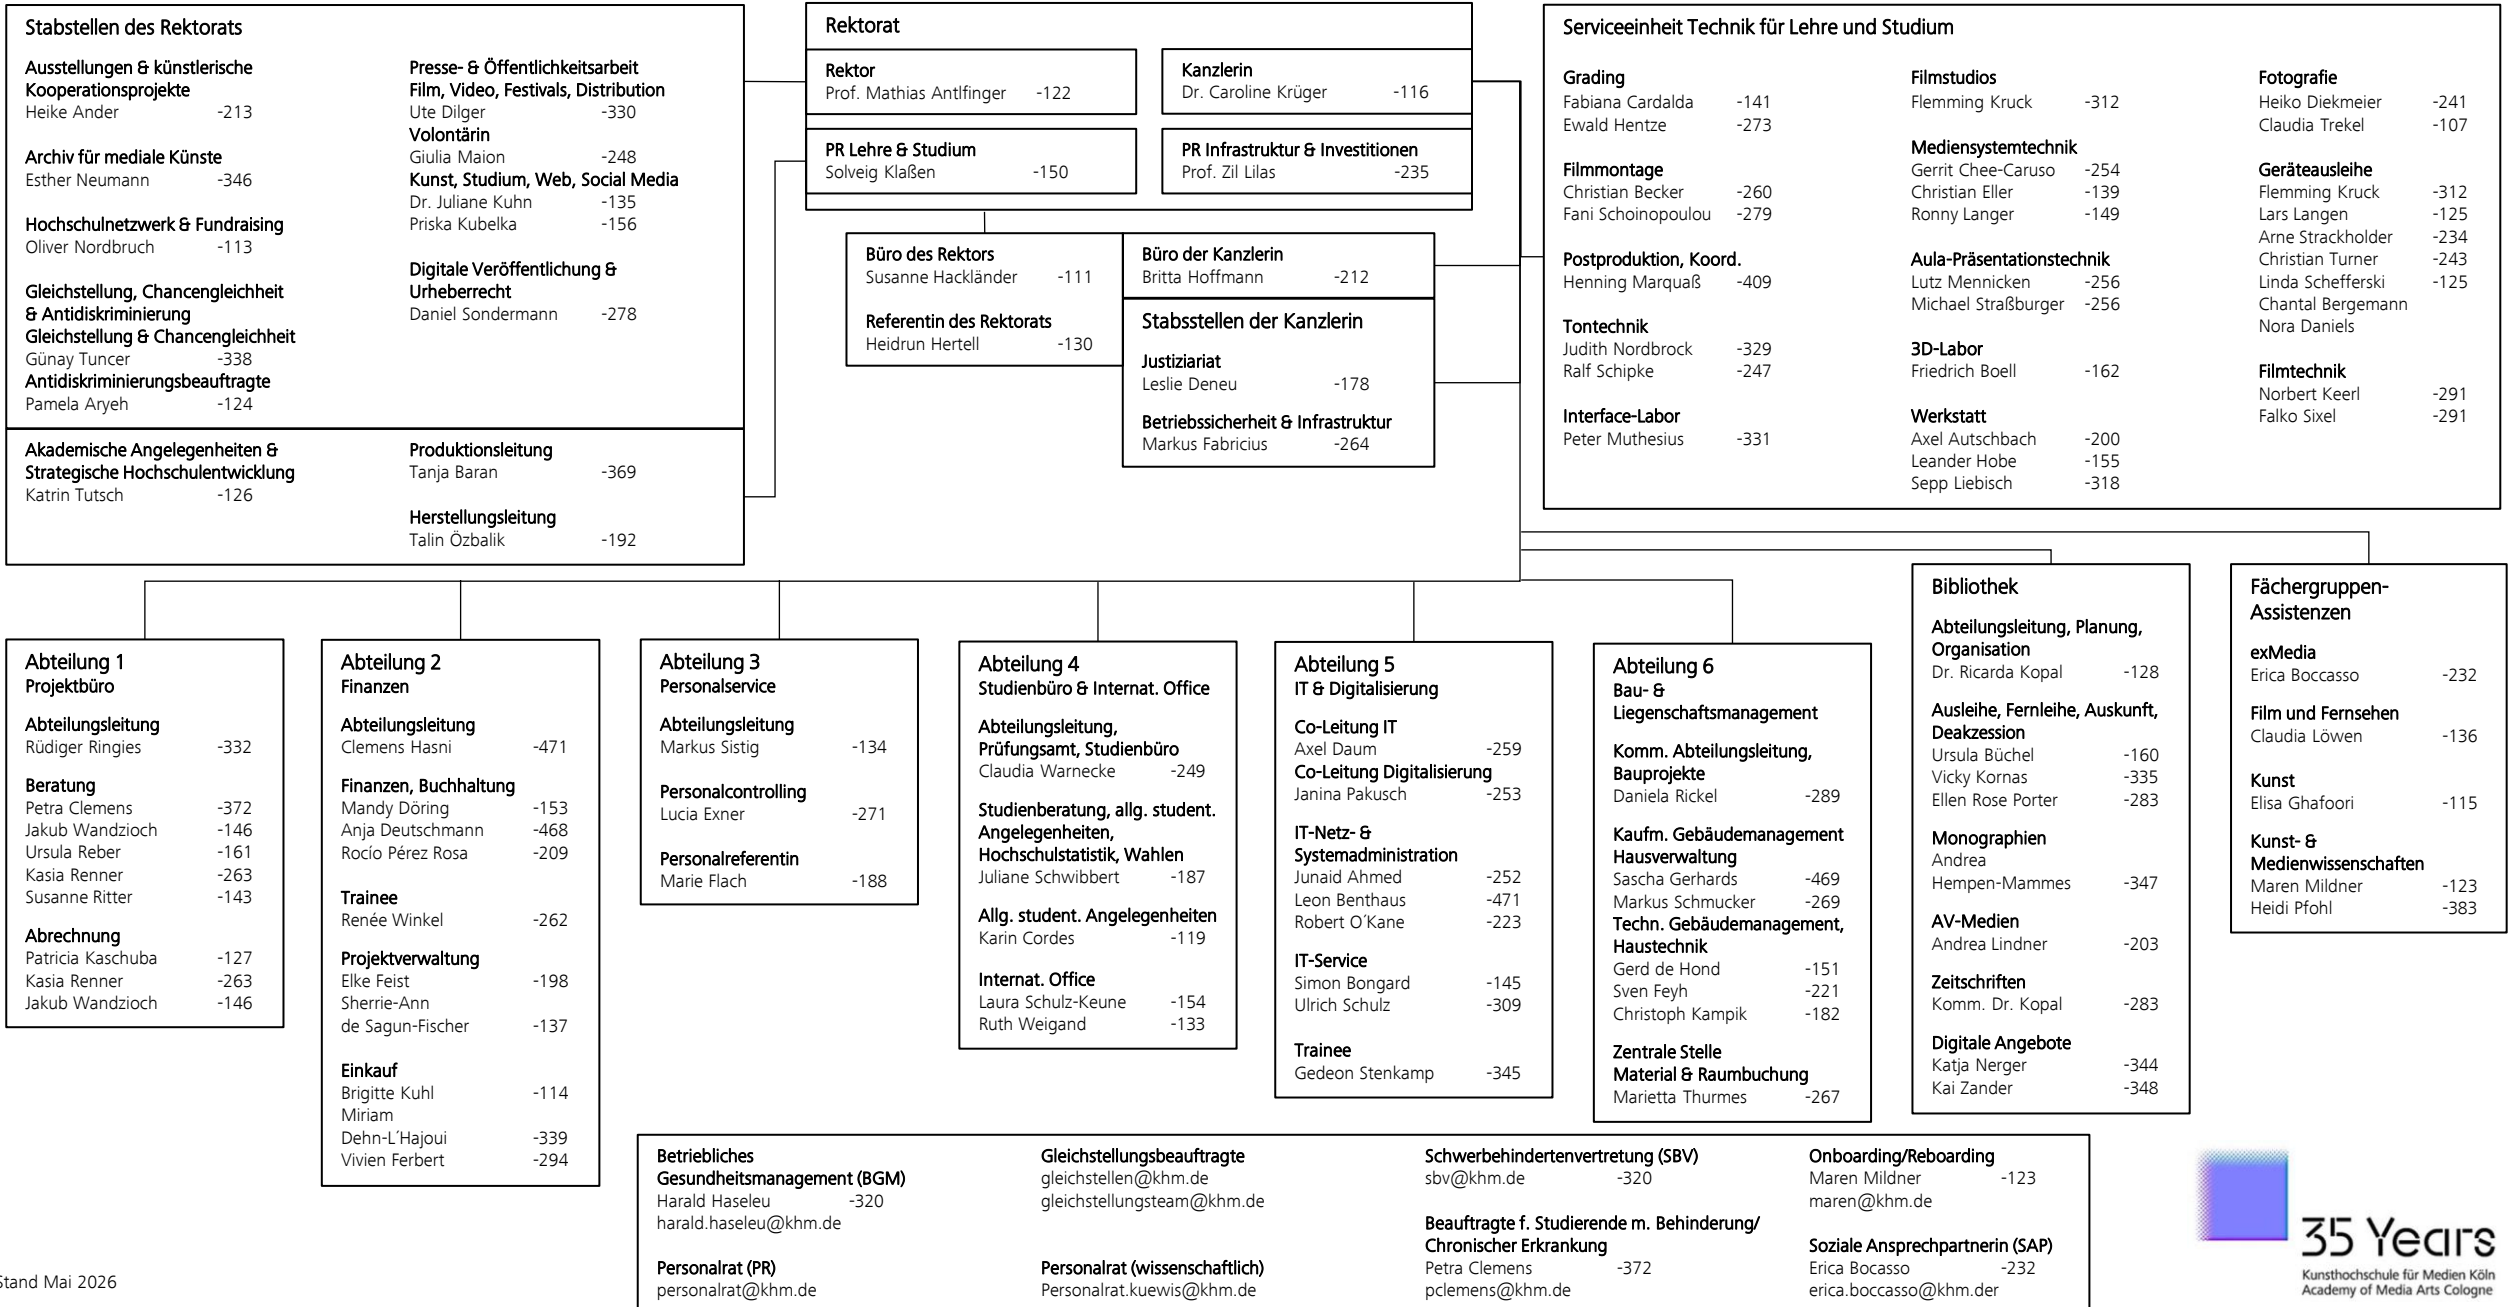 Stabstellen des Rektorats
Ausstellungen & künstlerische
Kooperationsprojekte
Heike Ander -213
Archiv für mediale Künste
Esther Neumann -346
Hochschulnetzwerk & Fundraising
Oliver Nordbruch -113
Gleichstellung, Chancengleichheit
& Antidiskriminierung
Gleichstellung & Chancengleichheit
Günay Tuncer -338
Antidiskriminierungsbeauftragte
Pamela Aryeh -124
Presse- & Öffentlichkeitsarbeit
Film, Video, Festivals, Distribution
Ute Dilger -330
Volontärin
Giulia Maion -248
Kunst, Studium, Web, Social Media
Dr. Juliane Kuhn -135
Priska Kubelka -156
Digitale Veröffentlichung &
Urheberrecht
Daniel Sondermann -278
Akademische Angelegenheiten &
Strategische Hochschulentwicklung
Katrin Tutsch -126
Produktionsleitung
Tanja Baran -369
Herstellungsleitung
Talin Özbalik -192
Rektorat
Rektor
Prof. Mathias Antlfinger -122
Kanzlerin
Dr. Caroline Krüger -116
PR Lehre & Studium
Solveig Klaßen -150
PR Infrastruktur & Investitionen
Prof. Zil Lilas -235
Büro des Rektors
Susanne Hackländer -111
Referentin des Rektorats
Heidrun Hertell -130
Büro der Kanzlerin
Britta Hoffmann -212
Stabsstellen der Kanzlerin
Justiziariat
Leslie Deneu -178
Betriebssicherheit & Infrastruktur
Markus Fabricius -264
Serviceeinheit Technik für Lehre und Studium
Grading
Fabiana Cardalda -141
Ewald Hentze -273
Filmmontage
Christian Becker -260
Fani Schoinopoulou -279
Postproduktion, Koord.
Henning Marquaß -409
Tontechnik
Judith Nordbrock -329
Ralf Schipke -247
Interface-Labor
Peter Muthesius -331
Filmstudios
Flemming Kruck -312
Mediensystemtechnik
Gerrit Chee-Caruso -254
Christian Eller -139
Ronny Langer -149
Aula-Präsentationstechnik
Lutz Mennicken -256
Michael Straßburger -256
3D-Labor
Friedrich Boell -162
Werkstatt
Axel Autschbach -200
Leander Hobe -155
Sepp Liebisch -318
Fotografie
Heiko Diekmeier -241
Claudia Trekel -107
Geräteausleihe
Flemming Kruck -312
Lars Langen -125
Arne Strackholder -234
Christian Turner -243
Linda Schefferski -125
Chantal Bergemann
Nora Daniels
Filmtechnik
Norbert Keerl -291
Falko Sixel -291
Abteilung 1
Projektbüro
Abteilungsleitung
Rüdiger Ringies -332
Beratung
Petra Clemens -372
Jakub Wandzioch -146
Ursula Reber -161
Kasia Renner -263
Susanne Ritter -143
Abrechnung
Patricia Kaschuba -127
Kasia Renner -263
Jakub Wandzioch -146
Abteilung 2
Finanzen
Abteilungsleitung
Clemens Hasni -471
Finanzen, Buchhaltung
Mandy Döring -153
Anja Deutschmann -468
Rocío Pérez Rosa -209
Trainee
Renée Winkel -262
Projektverwaltung
Elke Feist -198
Sherrie-Ann
de Sagun-Fischer -137
Einkauf
Brigitte Kuhl -114
Miriam
Dehn-L´Hajoui -339
Vivien Ferbert -294
Abteilung 3
Personalservice
Abteilungsleitung
Markus Sistig -134
Personalcontrolling
Lucia Exner -271
Personalreferentin
Marie Flach -188
Abteilung 4
Studienbüro & Internat. Office
Abteilungsleitung,
Prüfungsamt, Studienbüro
Claudia Warnecke -249
Studienberatung, allg. student.
Angelegenheiten,
Hochschulstatistik, Wahlen
Juliane Schwibbert -187
Allg. student. Angelegenheiten
Karin Cordes -119
Internat. Office
Laura Schulz-Keune -154
Ruth Weigand -133
Abteilung 5
IT & Digitalisierung
Co-Leitung IT
Axel Daum -259
Co-Leitung Digitalisierung
Janina Pakusch -253
IT-Netz- &
Systemadministration
Junaid Ahmed -252
Leon Benthaus -471
Robert O´Kane -223
IT-Service
Simon Bongard -145
Ulrich Schulz -309
Trainee
Gedeon Stenkamp -345
Abteilung 6
Bau- &
Liegenschaftsmanagement
Komm. Abteilungsleitung,
Bauprojekte
Daniela Rickel -289
Kaufm. Gebäudemanagement
Hausverwaltung
Sascha Gerhards -469
Markus Schmucker -269
Techn. Gebäudemanagement,
Haustechnik
Gerd de Hond -151
Sven Feyh -221
Christoph Kampik -182
Zentrale Stelle
Material & Raumbuchung
Marietta Thurmes -267
Bibliothek
Abteilungsleitung, Planung,
Organisation
Dr. Ricarda Kopal -128
Ausleihe, Fernleihe, Auskunft,
Deakzession
Ursula Büchel -160
Vicky Kornas -335
Ellen Rose Porter -283
Monographien
Andrea
Hempen-Mammes -347
AV-Medien
Andrea Lindner -203
Zeitschriften
Komm. Dr. Kopal -283
Digitale Angebote
Katja Nerger -344
Kai Zander -348
Fächergruppen-
Assistenzen
exMedia
Erica Boccasso -232
Film und Fernsehen
Claudia Löwen -136
Kunst
Elisa Ghafoori -115
Kunst- &
Medienwissenschaften
Maren Mildner -123
Heidi Pfohl -383
Betriebliches
Gesundheitsmanagement (BGM)
Harald Haseleu -320
harald.haseleu@khm.de
Personalrat (PR)
personalrat@khm.de
Gleichstellungsbeauftragte
gleichstellen@khm.de
gleichstellungsteam@khm.de
Personalrat (wissenschaftlich)
Personalrat.kuewis@khm.de
Schwerbehindertenvertretung (SBV)
sbv@khm.de -320
Beauftragte f. Studierende m. Behinderung/
Chronischer Erkrankung
Petra Clemens -372
pclemens@khm.de
Onboarding/Reboarding
Maren Mildner -123
maren@khm.de
Soziale Ansprechpartnerin (SAP)
Erica Bocasso -232
erica.boccasso@khm.der
Stand Mai 2026
35 Years
Kunsthochschule für Medien Köln
Academy of Media Arts Cologne